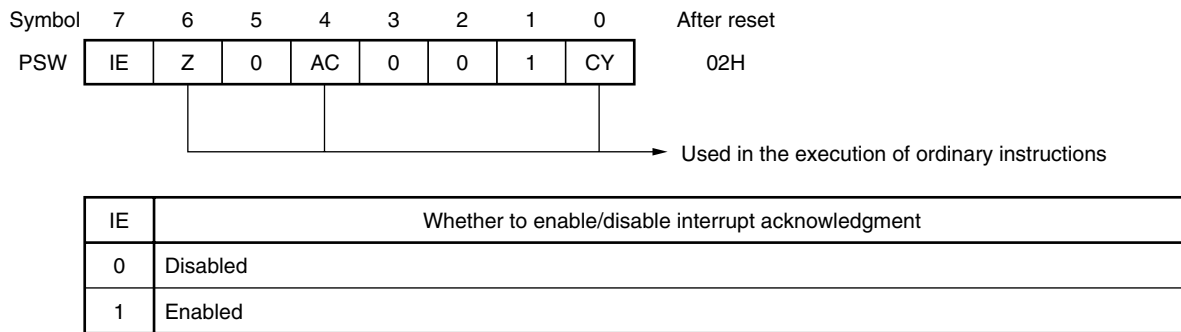 Symbol 7 6 5 4 3 2 1 0 After reset
PSW IE Z 0 AC 0 0 1 CY 02H
Used in the execution of ordinary instructions
IE Whether to enable/disable interrupt acknowledgment
0 Disabled
1 Enabled